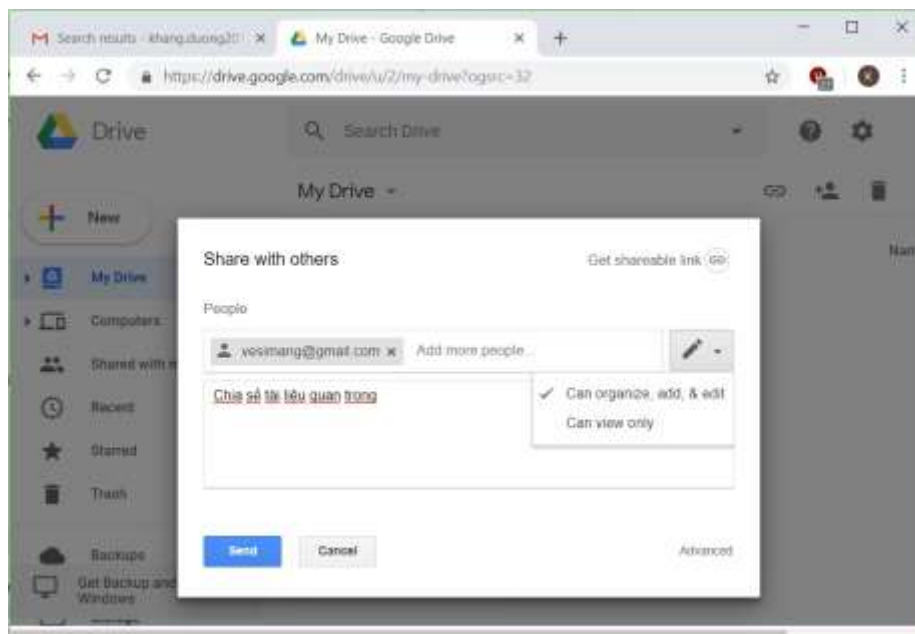 Search results - khang.duong20
My Drive - Google Drive
https://drive.google.com/drive/u/2/my-drive?ogsrc=32
Drive
Search Drive
My Drive
New
Nam
My Drive
Computers
Shared with m
Recent
Starred
Trash
Backups
Get Backup and
Windows
Share with others
Get shareable link
People
vesimang@gmail.com
Add more people...
Can organize, add, & edit
Can view only
Chia sẻ tài liệu quan trọng
Send
Cancel
Advanced